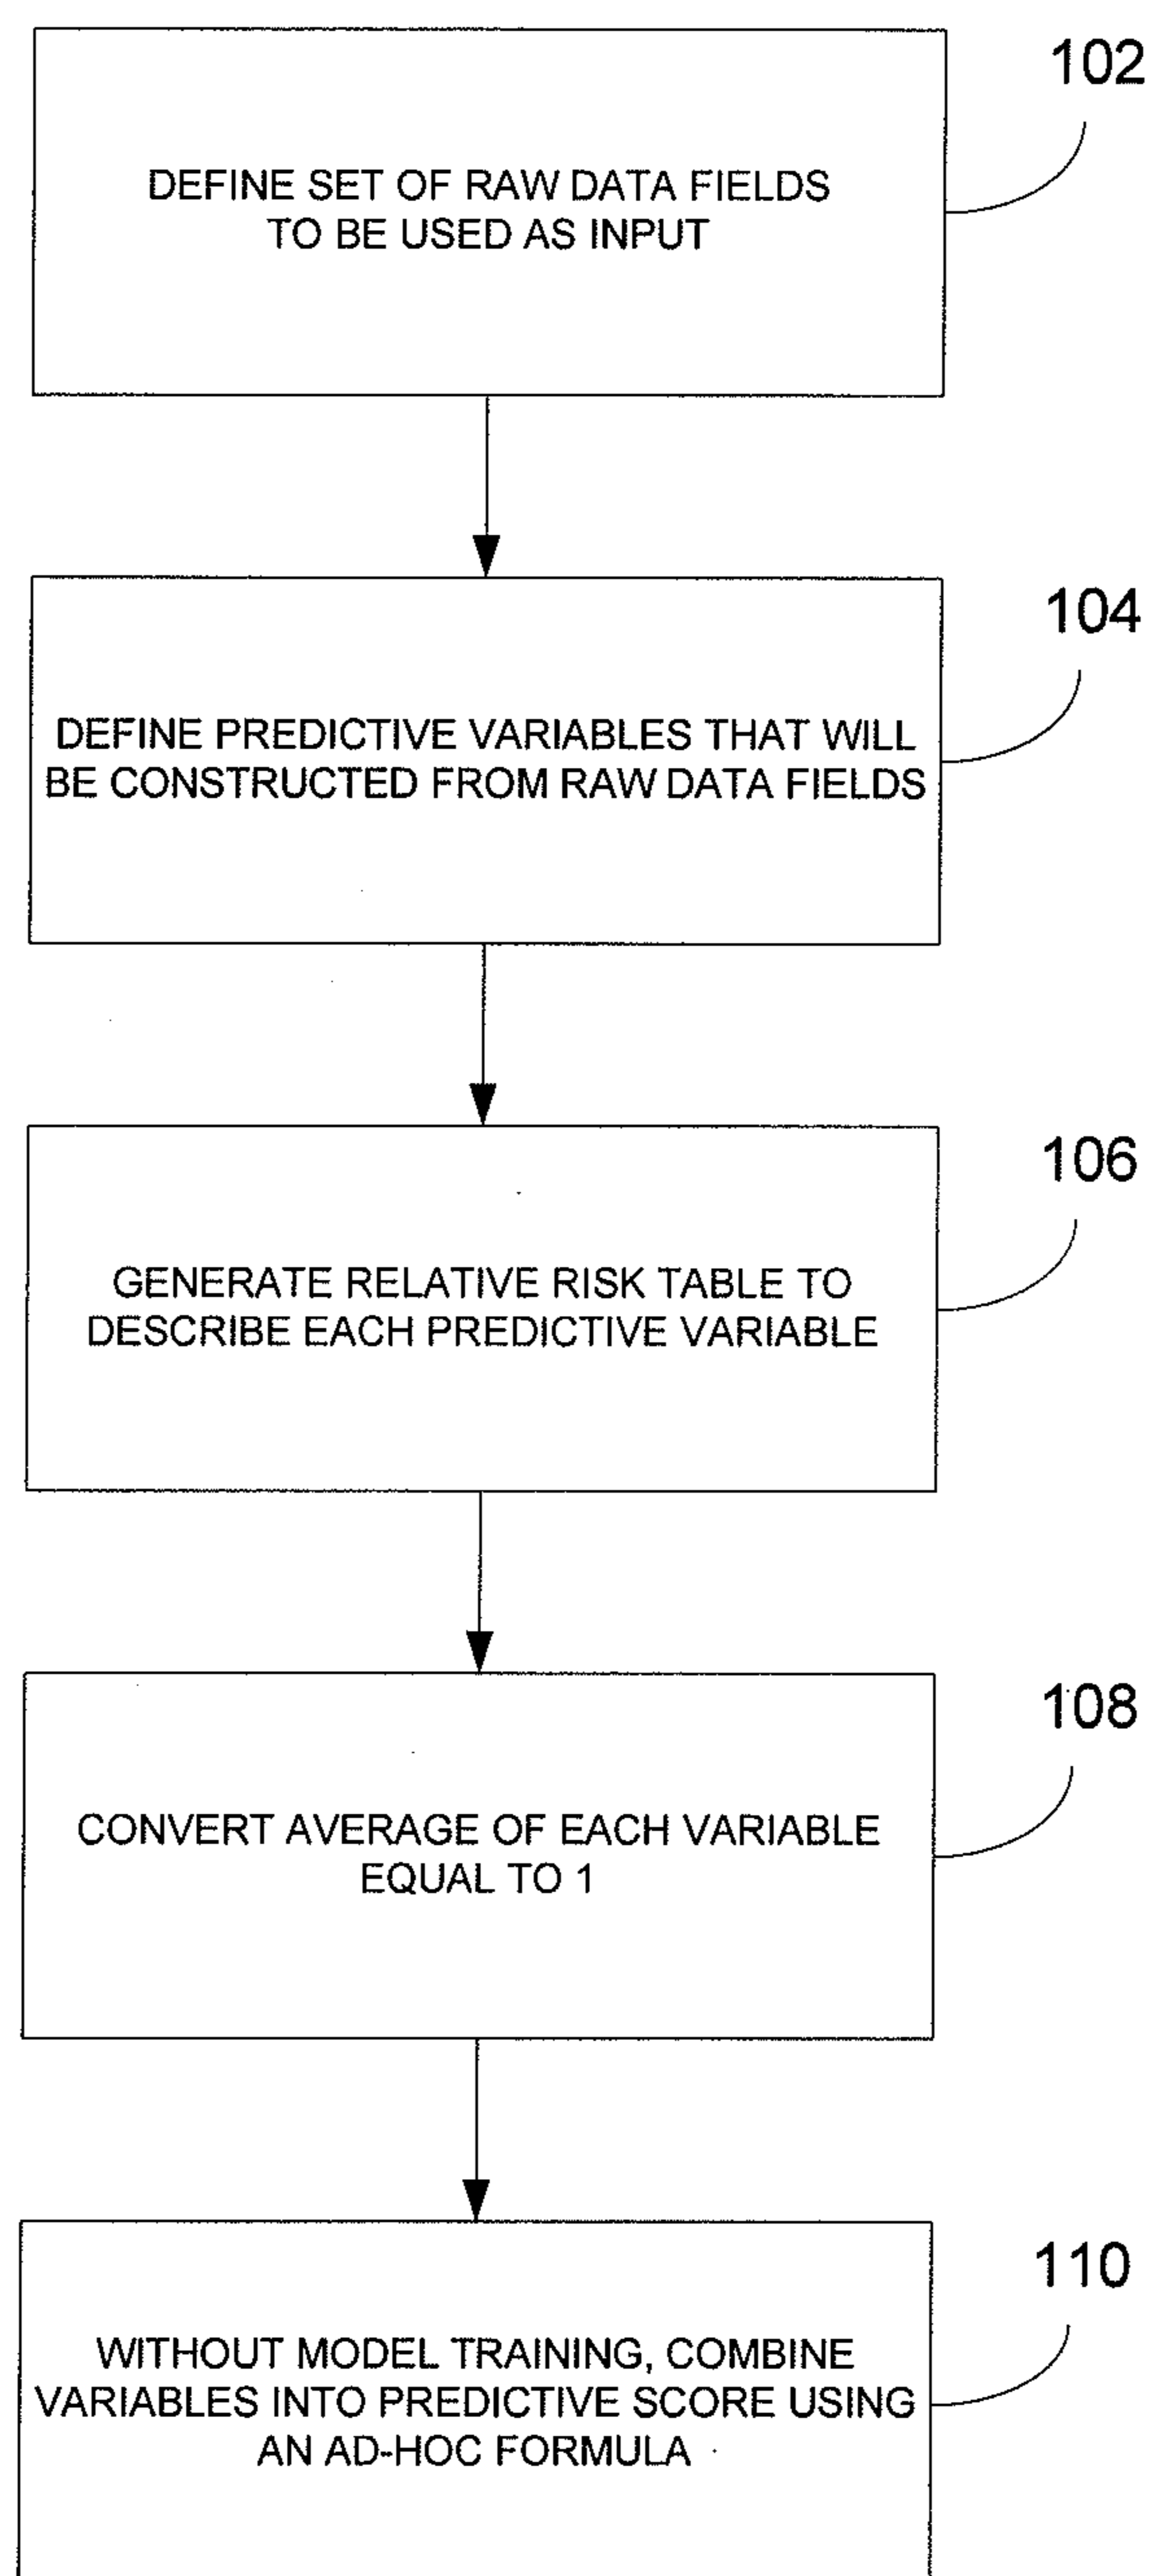 102
DEFINE SET OF RAW DATA FIELDS
TO BE USED AS INPUT
104
DEFINE PREDICTIVE VARIABLES THAT WILL
BE CONSTRUCTED FROM RAW DATA FIELDS
106
GENERATE RELATIVE RISK TABLE TO
DESCRIBE EACH PREDICTIVE VARIABLE
108
CONVERT AVERAGE OF EACH VARIABLE
EQUAL TO 1
110
WITHOUT MODEL TRAINING, COMBINE
VARIABLES INTO PREDICTIVE SCORE USING
AN AD-HOC FORMULA